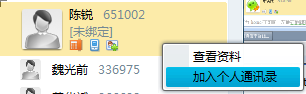 陈锐 651002
[未绑定]
查看资料
魏光前 336975
加入个人通讯录